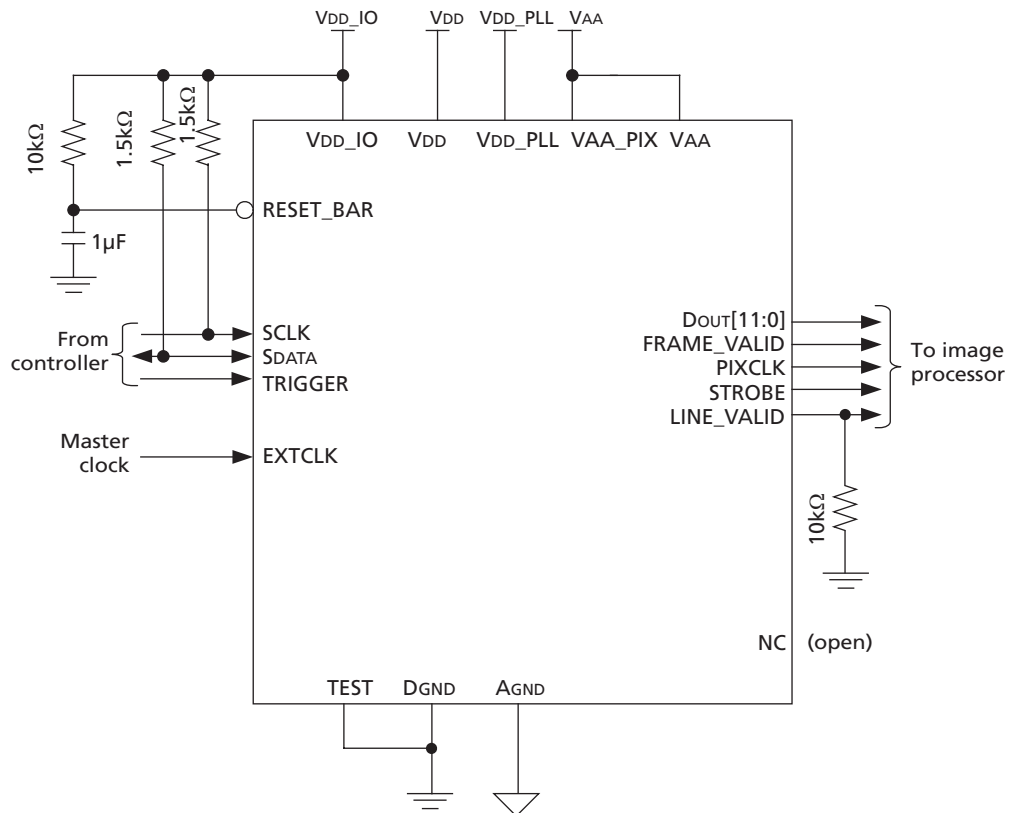 VDD_IO VDD VDD_PLL VAA
10kΩ
1.5kΩ
1.5kΩ
VDD_IO VDD VDD_PLL VAA_PIX VAA
RESET_BAR
1µF
From
controller
SCLK
SDATA
TRIGGER
Master
clock
EXTCLK
DOUT[11:0]
FRAME_VALID
PIXCLK
STROBE
LINE_VALID
To image
processor
10kΩ
NC (open)
TEST DGND AGND